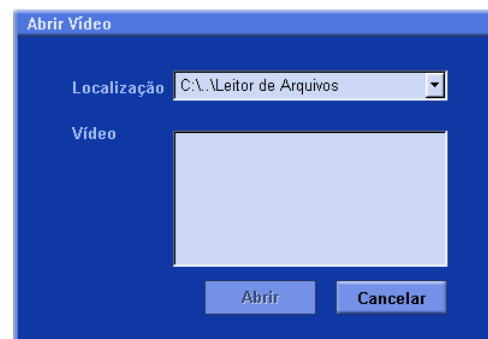 Abrir Vídeo
Localização C:\..\Leitor de Arquivos
Vídeo
Abrir Cancelar